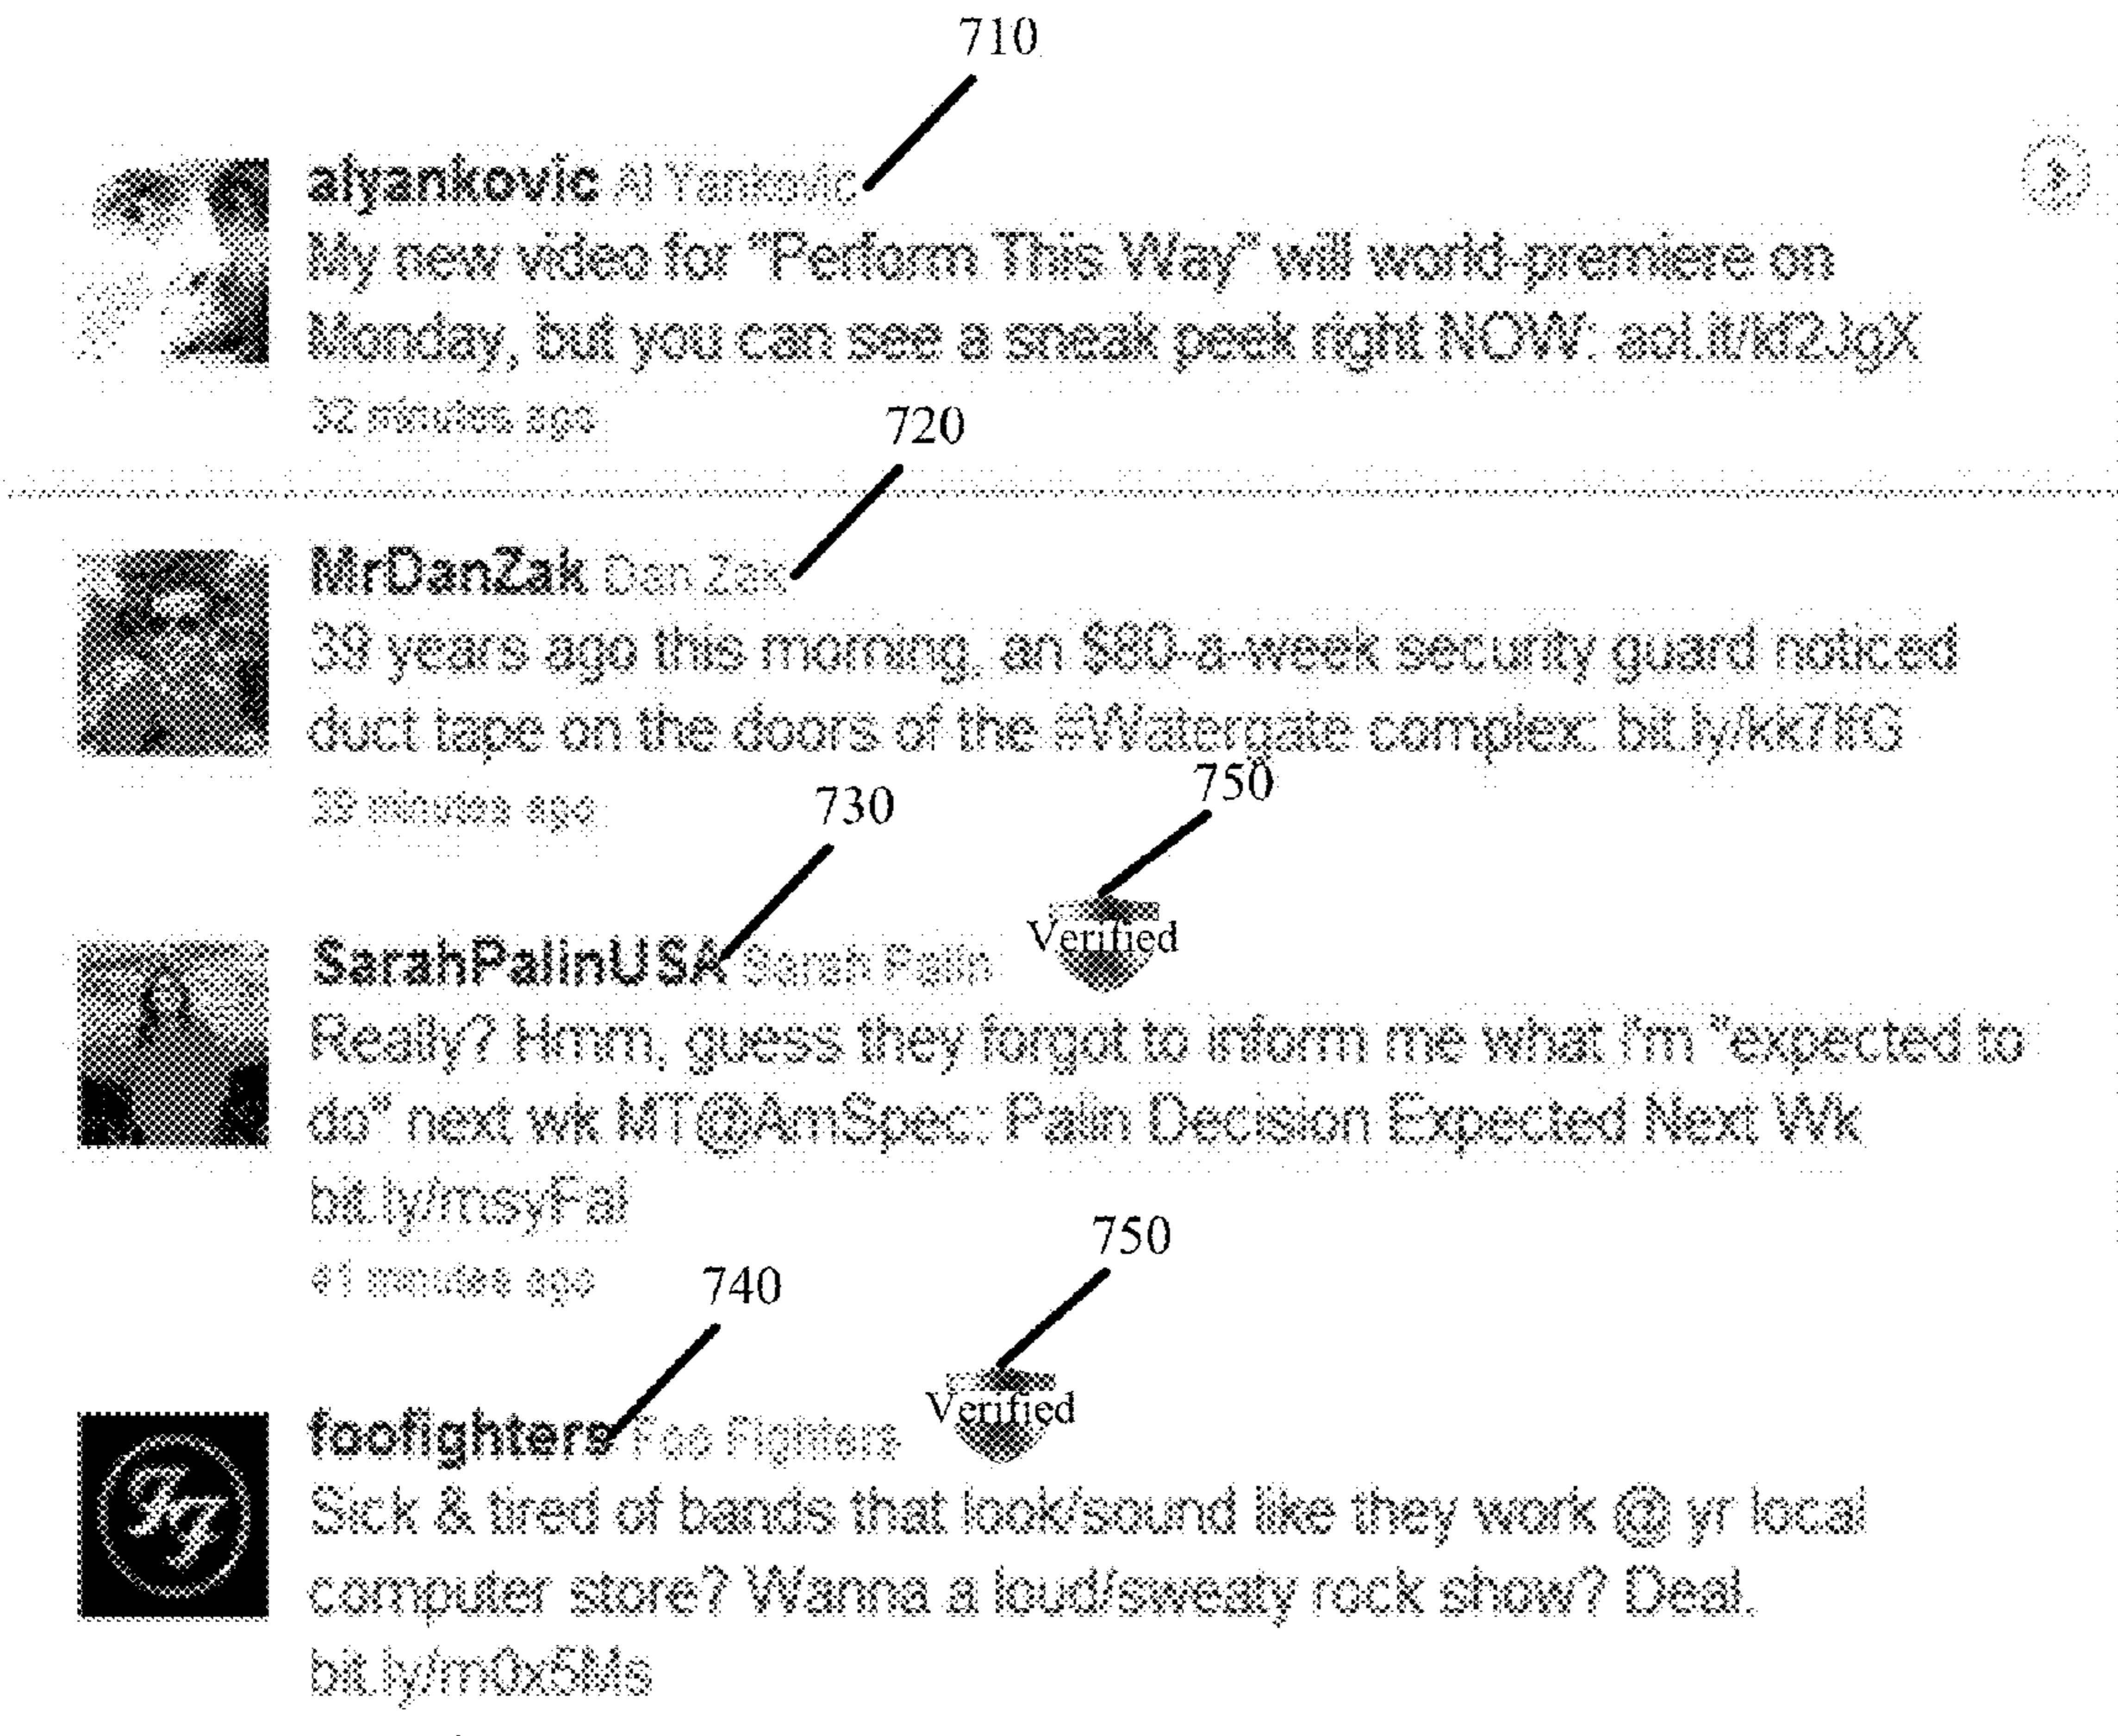 710
alyankovic Al Yankovic
My new video for "Perform This Way" will world-premiere on
Monday, but you can see a sneak peek right NOW: aol.it/kf2JgX
32 minutes ago
720
MrDanZak Dan Zak
39 years ago this morning, an $80-a-week security guard noticed
duct tape on the doors of the #Watergate complex:
750
39 minutes ago
730
SarahPalinUSA Sarah Palin Verified
Really? Hmm, guess they forgot to inform me what i'm "expected to
do" next wk MT@AmSpec: Palin Decision Expected Next Wk
41 minutes ago
750
740
foofighters Foo Fighters Verified
Sick & tired of bands that look/sound like they work @ yr local
computer store? Wanna a loud/sweaty rock show? Deal.
bit.ly/m0x5Ms